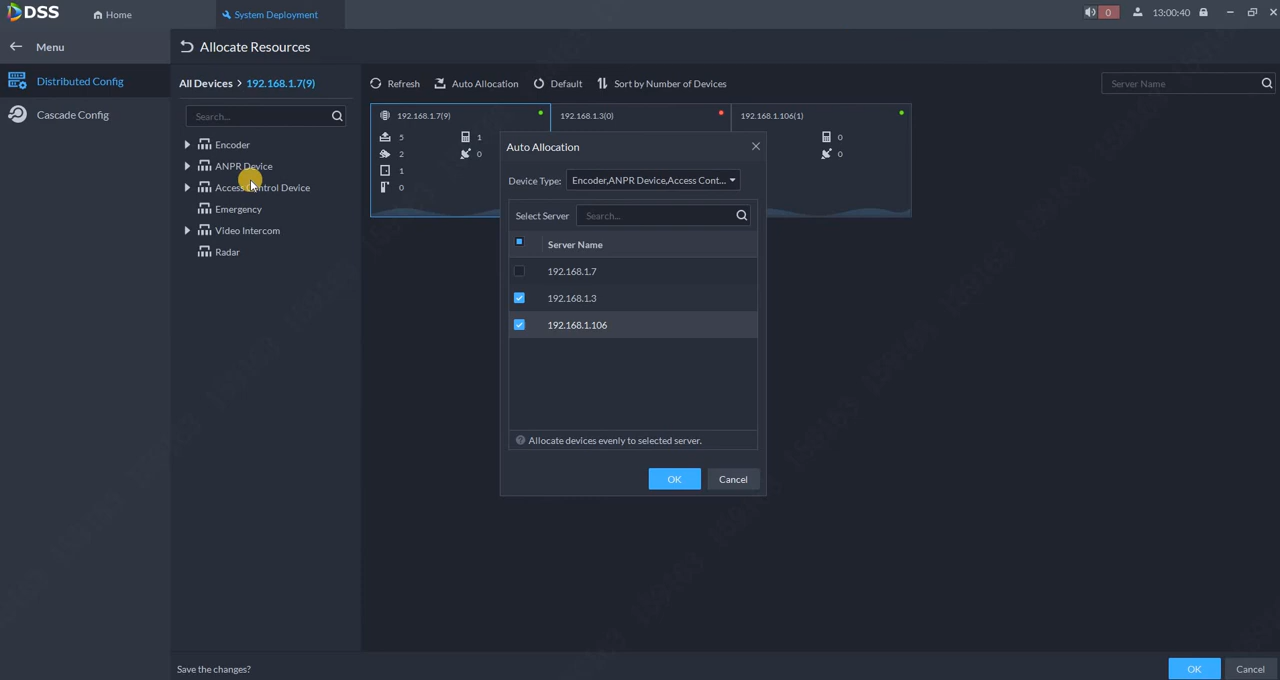 DSS
Home
System Deployment
0
13:00:40
Menu
Allocate Resources
Distributed Config
Cascade Config
All Devices > 192.168.1.7(9)
Search...
Encoder
ANPR Device
Access Control Device
Emergency
Video Intercom
Radar
Refresh
Auto Allocation
Default
Sort by Number of Devices
Server Name
192.168.1.7(9)
5
1
2
0
1
0
192.168.1.3(0)
192.168.1.106(1)
0
0
Auto Allocation
Device Type:
Encoder,ANPR Device,Access Cont...
Select Server
Search...
Server Name
192.168.1.7
192.168.1.3
192.168.1.106
Allocate devices evenly to selected server.
OK
Cancel
Save the changes?
OK
Cancel